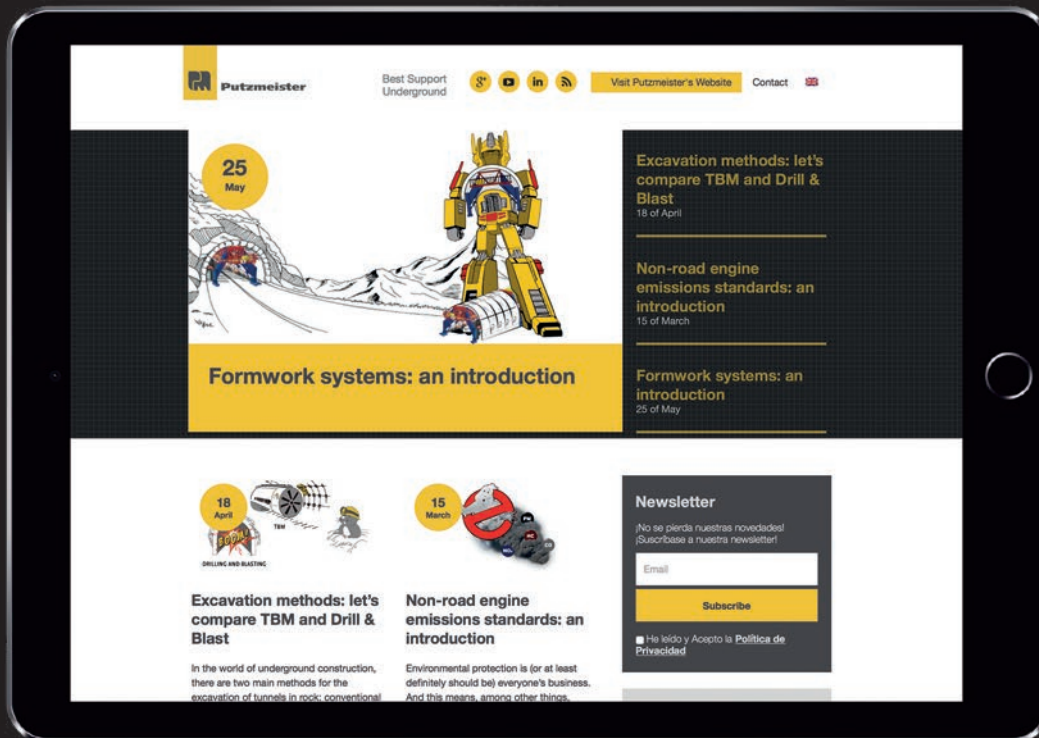 Putzmeister
Best Support
Underground
g+
in
Visit Putzmeister's Website
Contact
25
May
Formwork systems: an introduction
Excavation methods: let's
compare TBM and Drill &
Blast
18 of April
Non-road engine
emissions standards: an
introduction
15 of March
Formwork systems: an
introduction
25 of May
18
April
TBM
BOOM!
DRILLING AND BLASTING
Excavation methods: let's
compare TBM and Drill &
Blast
In the world of underground construction,
there are two main methods for the
excavation of tunnels in rock: conventional
15
March
PM
HC
Non-road engine
emissions standards: an
introduction
Environmental protection is (or at least
definitely should be) everyone's business.
And this means, among other things,
Newsletter
¡No se pierda nuestras novedades!
¡Suscríbase a nuestra newsletter!
Email
Subscribe
He leído y Acepto la Política de
Privacidad